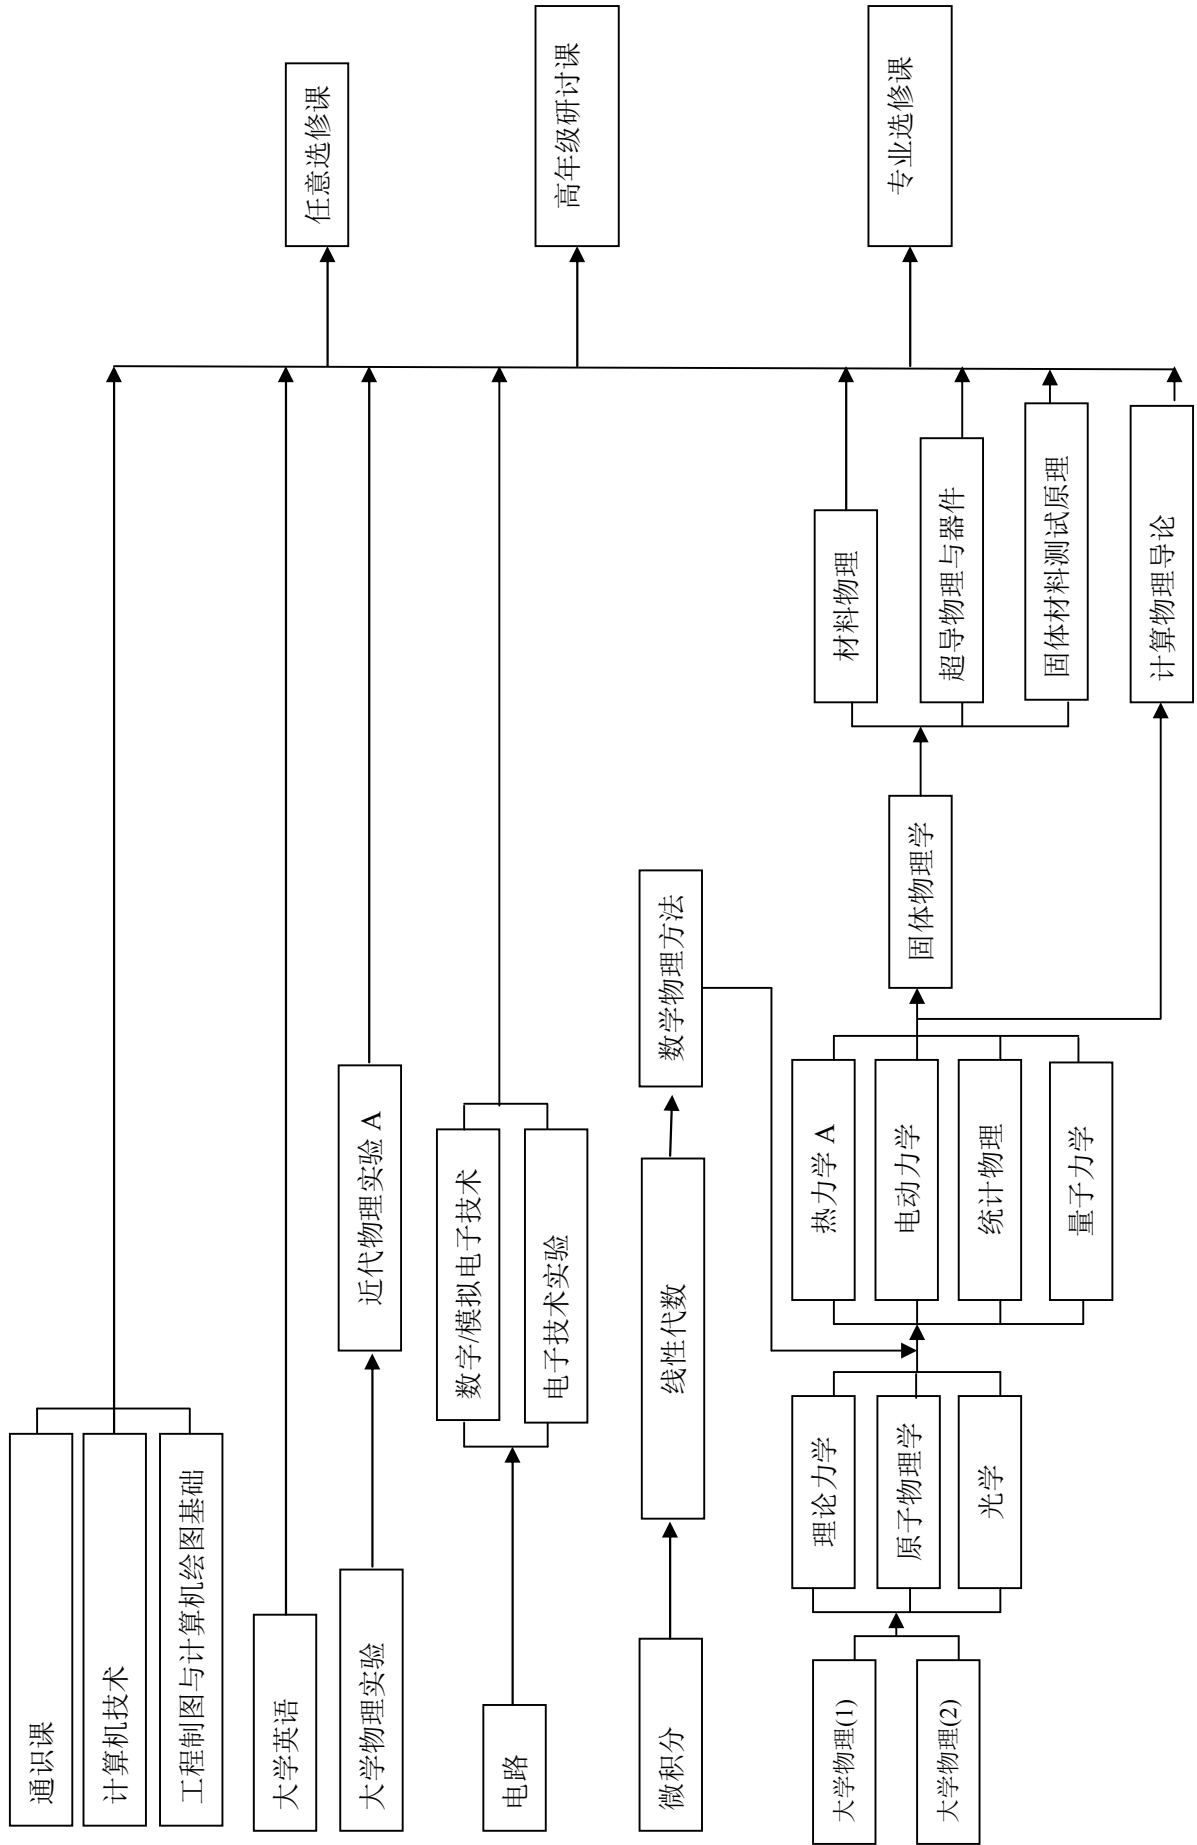 通识课
计算机技术
工程制图与计算机绘图基础
大学英语
大学物理实验
近代物理实验 A
电路
数字/模拟电子技术
电子技术实验
微积分
线性代数
数学物理方法
大学物理(1)
大学物理(2)
理论力学
原子物理学
光学
热力学 A
电动力学
统计物理
量子力学
固体物理学
材料物理
超导物理与器件
固体材料测试原理
计算物理导论
任意选修课
高年级研讨课
专业选修课